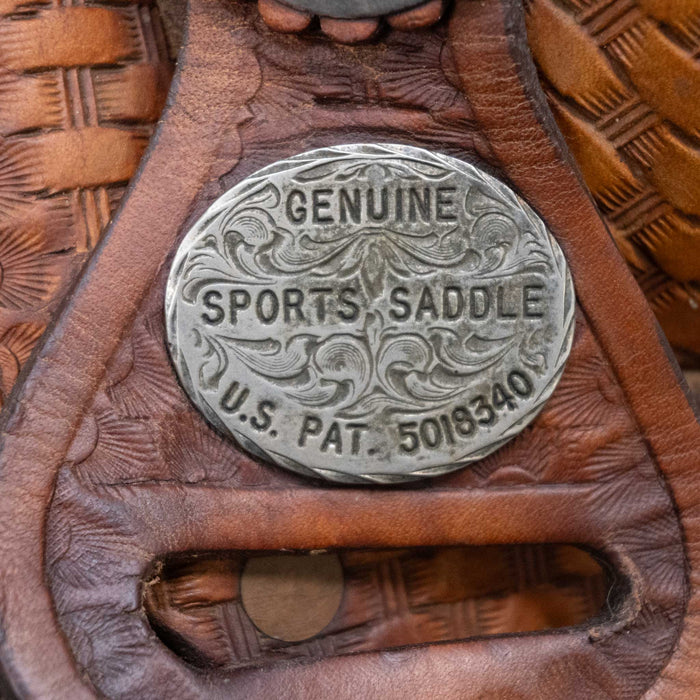 GENUINE
SPORTS SADDLE
U.S. PAT. 5018340